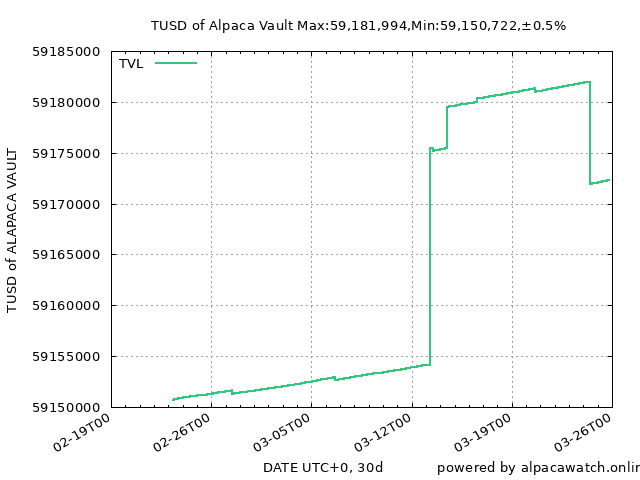 TUSD of Alpaca Vault Max:59,181,994,Min:59,150,722,±0.5%
TVL
59185000
59180000
59175000
59170000
59165000
59160000
59155000
59150000
TUSD of ALAPACA VAULT
02-19T00
02-26T00
03-05T00
03-12T00
03-19T00
03-26T00
DATE UTC+0, 30d
powered by alpacawatch.onlin